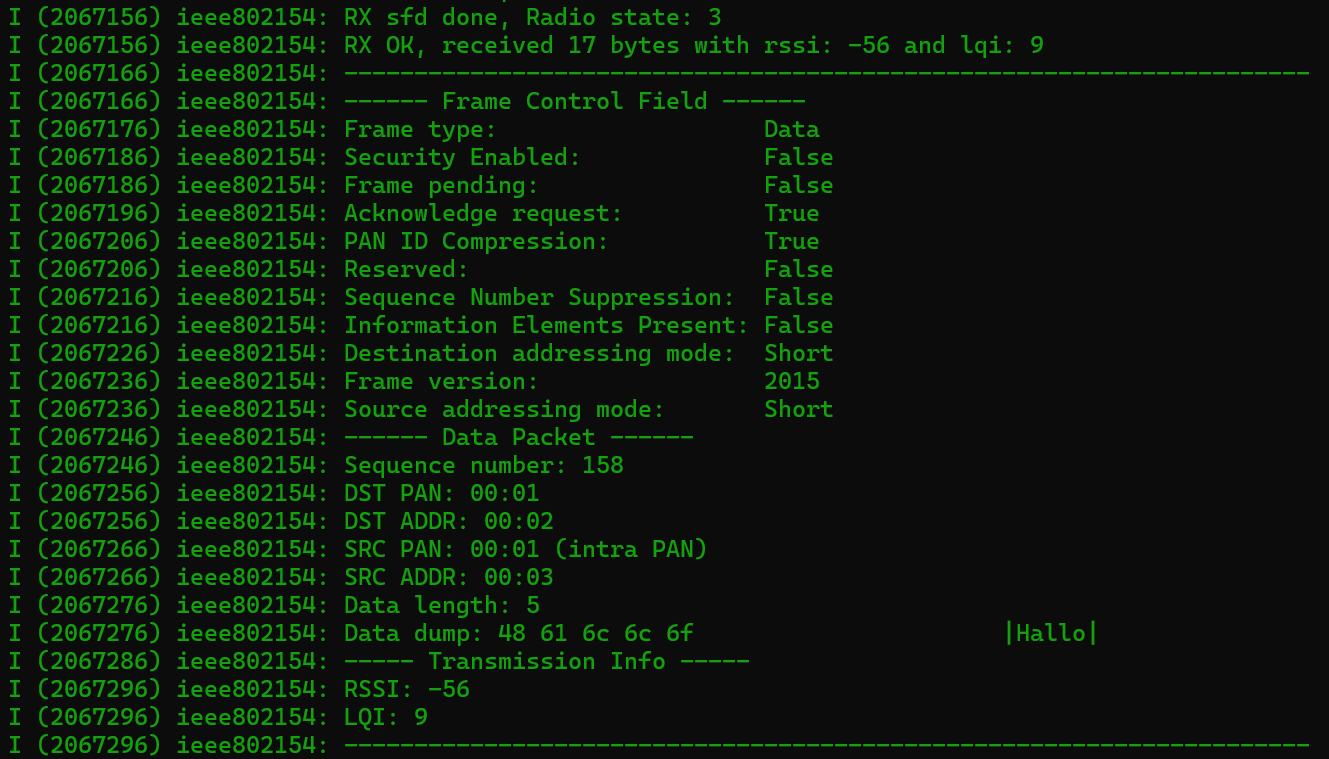 I (2067156) ieee802154: RX sfd done, Radio state: 3
I (2067156) ieee802154: RX OK, received 17 bytes with rssi: -56 and lqi: 9
I (2067166) ieee802154: ---------------------------------------------------------------------
I (2067166) ieee802154: ------ Frame Control Field ------
I (2067176) ieee802154: Frame type:                   Data
I (2067186) ieee802154: Security Enabled:             False
I (2067186) ieee802154: Frame pending:                False
I (2067196) ieee802154: Acknowledge request:          True
I (2067206) ieee802154: PAN ID Compression:           True
I (2067206) ieee802154: Reserved:                     False
I (2067216) ieee802154: Sequence Number Suppression:  False
I (2067216) ieee802154: Information Elements Present: False
I (2067226) ieee802154: Destination addressing mode:  Short
I (2067236) ieee802154: Frame version:                2015
I (2067236) ieee802154: Source addressing mode:       Short
I (2067246) ieee802154: ------ Data Packet ------
I (2067246) ieee802154: Sequence number: 158
I (2067256) ieee802154: DST PAN: 00:01
I (2067256) ieee802154: DST ADDR: 00:02
I (2067266) ieee802154: SRC PAN: 00:01 (intra PAN)
I (2067266) ieee802154: SRC ADDR: 00:03
I (2067276) ieee802154: Data length: 5
I (2067276) ieee802154: Data dump: 48 61 6c 6c 6f                      |Hallo|
I (2067286) ieee802154: ----- Transmission Info -----
I (2067296) ieee802154: RSSI: -56
I (2067296) ieee802154: LQI: 9
I (2067296) ieee802154: ---------------------------------------------------------------------